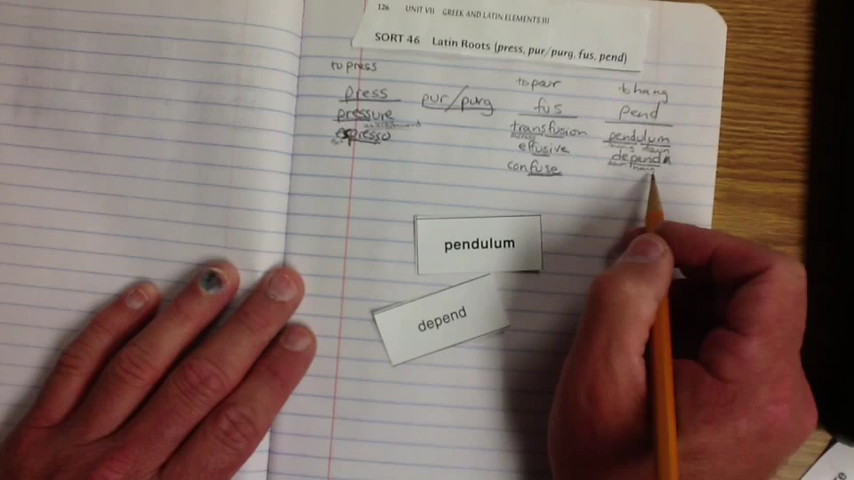 126 UNIT VII GREEK AND LATIN ELEMENTS III
SORT 46 Latin Roots (press, pur/purg, fus, pend)
to press
to pour
to hang
press
pur/purg
fus
pend
pressure
transfusion
pendulum
espresso
effusive
depend
confuse
pendulum
depend